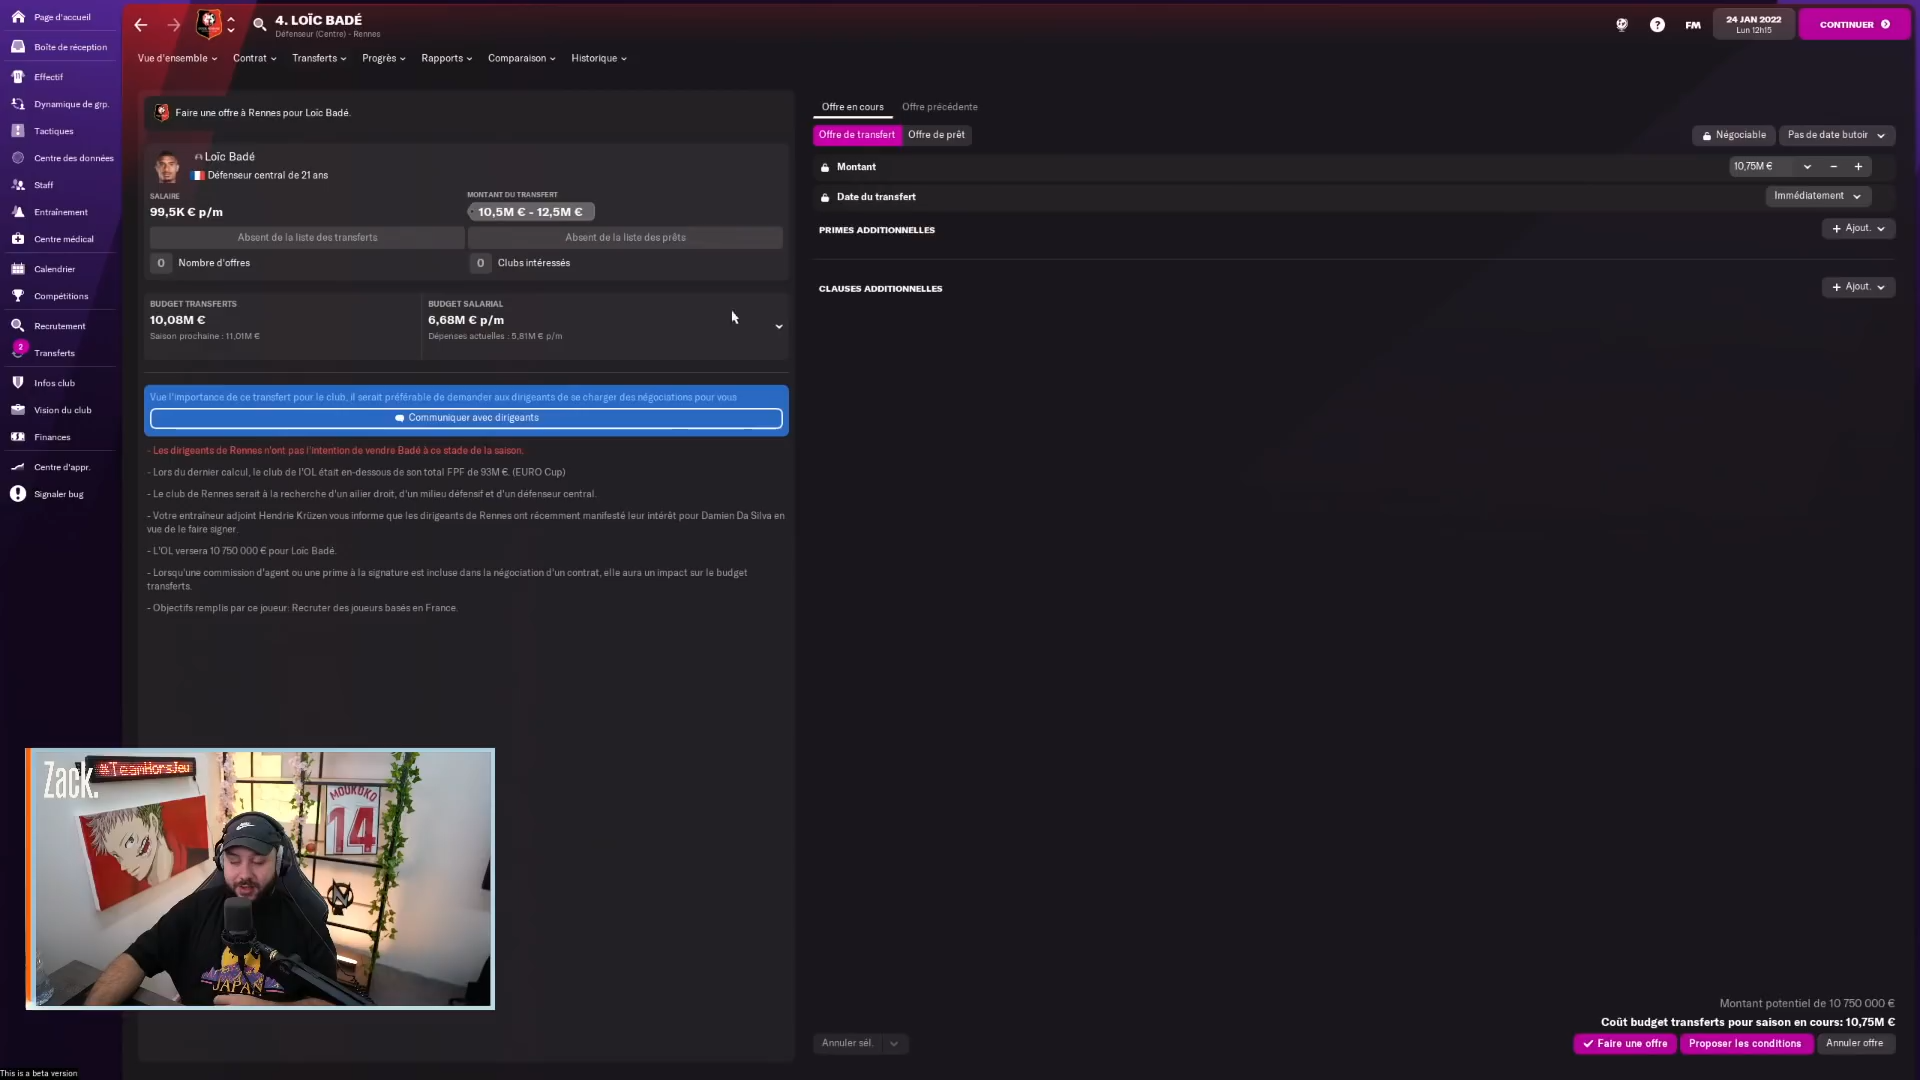 Page d'accueil
Boîte de réception
Effectif
Dynamique de grp.
Tactiques
Centre des données
Staff
Entraînement
Centre médical
Calendrier
Compétitions
Recrutement
2
Transferts
Infos club
Vision du club
Finances
Centre d'appr.
Signaler bug
4. LOÏC BADÉ
Défenseur (Centre) - Rennes
FM
24 JAN 2022
Lun 12h15
CONTINUER
Vue d'ensemble
Contrat
Transferts
Progrès
Rapports
Comparaison
Historique
Faire une offre à Rennes pour Loïc Badé.
Loïc Badé
Défenseur central de 21 ans
SALAIRE
99,5K € p/m
MONTANT DU TRANSFERT
10,5M € - 12,5M €
Absent de la liste des transferts
Absent de la liste des prêts
0 Nombre d'offres
0 Clubs intéressés
BUDGET TRANSFERTS
10,08M €
Saison prochaine : 11,01M €
BUDGET SALARIAL
6,68M € p/m
Dépenses actuelles : 5,81M € p/m
Vue l'importance de ce transfert pour le club, il serait préférable de demander aux dirigeants de se charger des négociations pour vous
Communiquer avec dirigeants
- Les dirigeants de Rennes n'ont pas l'intention de vendre Badé à ce stade de la saison.
- Lors du dernier calcul, le club de l'OL était en-dessous de son total FPF de 93M €. (EURO Cup)
- Le club de Rennes serait à la recherche d'un ailier droit, d'un milieu défensif et d'un défenseur central.
- Votre entraîneur adjoint Hendrie Krüzen vous informe que les dirigeants de Rennes ont récemment manifesté leur intérêt pour Damien Da Silva en
vue de le faire signer.
- L'OL versera 10 750 000 € pour Loïc Badé.
- Lorsqu'une commission d'agent ou une prime à la signature est incluse dans la négociation d'un contrat, elle aura un impact sur le budget
transferts.
- Objectifs remplis par ce joueur: Recruter des joueurs basés en France.
Offre en cours
Offre précédente
Offre de transfert
Offre de prêt
Négociable
Pas de date butoir
Montant
10,75M €
Date du transfert
Immédiatement
PRIMES ADDITIONNELLES
Ajout.
CLAUSES ADDITIONNELLES
Ajout.
Zack.
#TeamHorsJeu
MOUKOKO
14
JAPAN
Montant potentiel de 10 750 000 €
Coût budget transferts pour saison en cours: 10,75M €
Annuler sél.
Faire une offre
Proposer les conditions
Annuler offre
This is a beta version